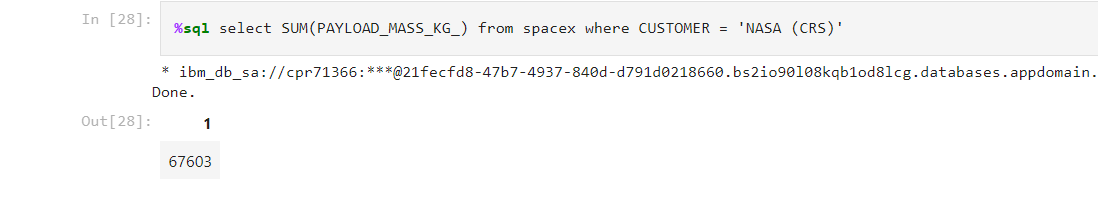 In [28]:
%sql select SUM(PAYLOAD_MASS_KG_) from spacex where CUSTOMER = 'NASA (CRS)'
* ibm_db_sa://cpr71366:***@21fecfd8-47b7-4937-840d-d791d0218660.bs2io90l08kqb1od8lcg.databases.appdomain.
Done.
Out[28]:
1
67603